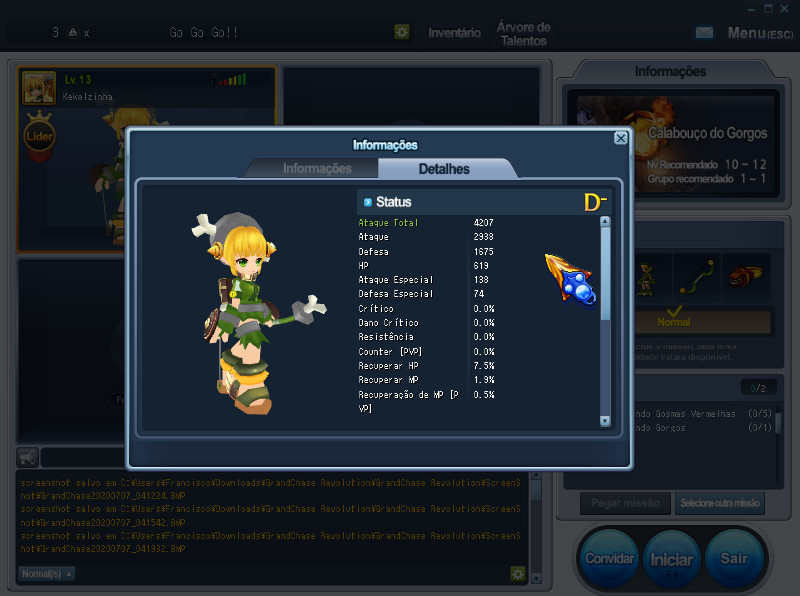 3 x
Go Go Go!!
Inventário
Árvore de
Talentos
Menu(ESC)
Lv.13
Kekelzinha
Líder
Informações
Calabouço do Gorgos
Nv Recomendado 10 ~ 12
Grupo recomendado 1 ~ 1
Informações
Informações
Detalhes
Status
D-
Ataque Total 4207
Ataque 2938
Defesa 1675
HP 619
Ataque Especial 138
Defesa Especial 74
Crítico 0.0%
Dano Crítico 0.0%
Resistência 0.0%
Counter [PVP] 0.0%
Recuperar HP 7.5%
Recuperar MP 1.9%
Recuperação de MP [P
VP] 0.5%
Normal
0/2
ndo Gosmas Vermelhas (0/5)
ndo Gorgos (0/1)
Pegar missão
Selecione outra missão
screenshot salvo em C:¥Users¥Francisco¥Downloads¥GrandChase Revolution¥GrandChase Revolution¥ScreenS
hot¥GrandChase20200707_041224.BMP
screenshot salvo em C:¥Users¥Francisco¥Downloads¥GrandChase Revolution¥GrandChase Revolution¥ScreenS
hot¥GrandChase20200707_041542.BMP
screenshot salvo em C:¥Users¥Francisco¥Downloads¥GrandChase Revolution¥GrandChase Revolution¥ScreenS
hot¥GrandChase20200707_041932.BMP
Normal(s)
Convidar
Iniciar
Sair